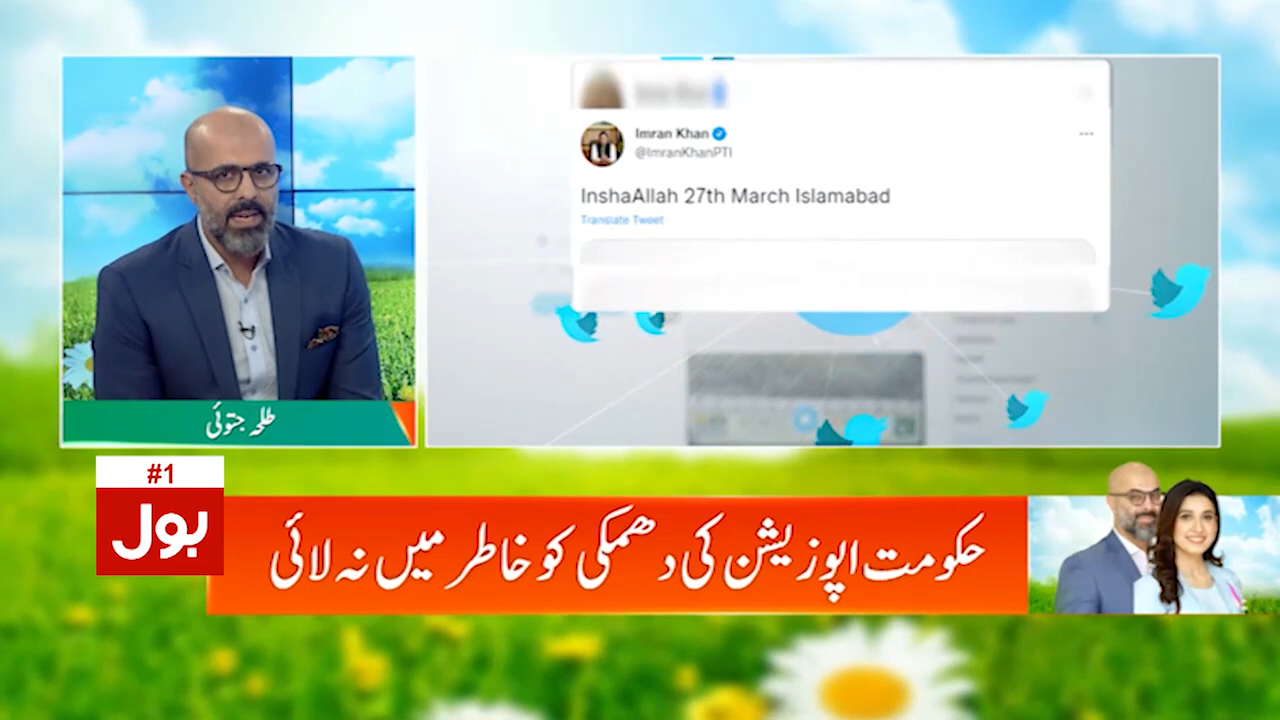 Imran Khan
@ImranKhanPTI
InshaAllah 27th March Islamabad
Translate Tweet
طلحہ جتوئی
#1
بول
حکومت اپوزیشن کی دھمکی کو خاطر میں نہ لائی